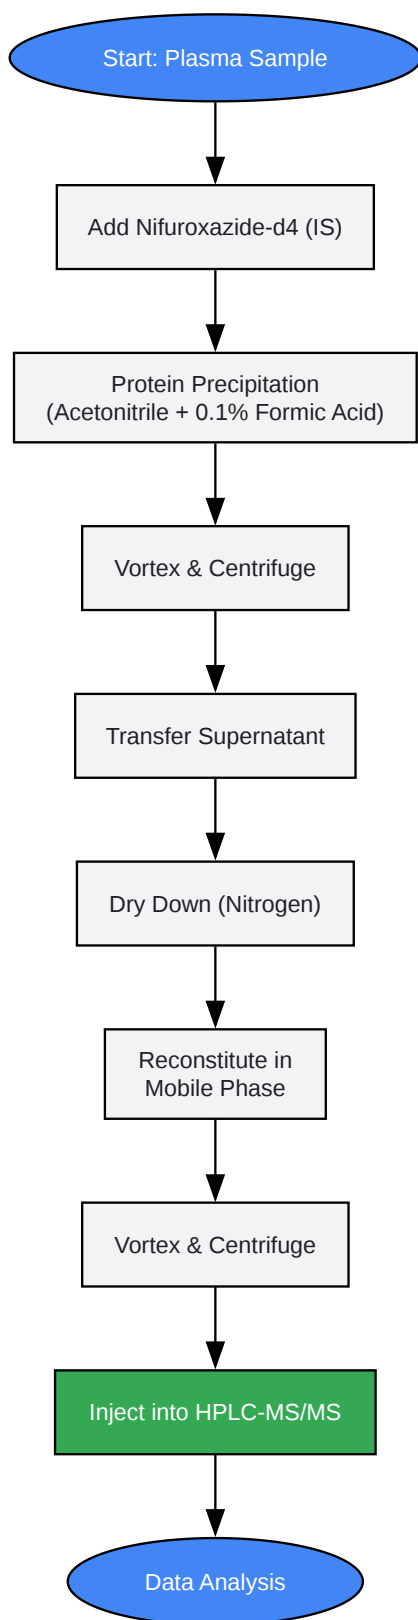 Start: Plasma Sample
Add Nifuroxazide-d4 (IS)
Protein Precipitation
(Acetonitrile + 0.1% Formic Acid)
Vortex & Centrifuge
Transfer Supernatant
Dry Down (Nitrogen)
Reconstitute in
Mobile Phase
Vortex & Centrifuge
Inject into HPLC-MS/MS
Data Analysis